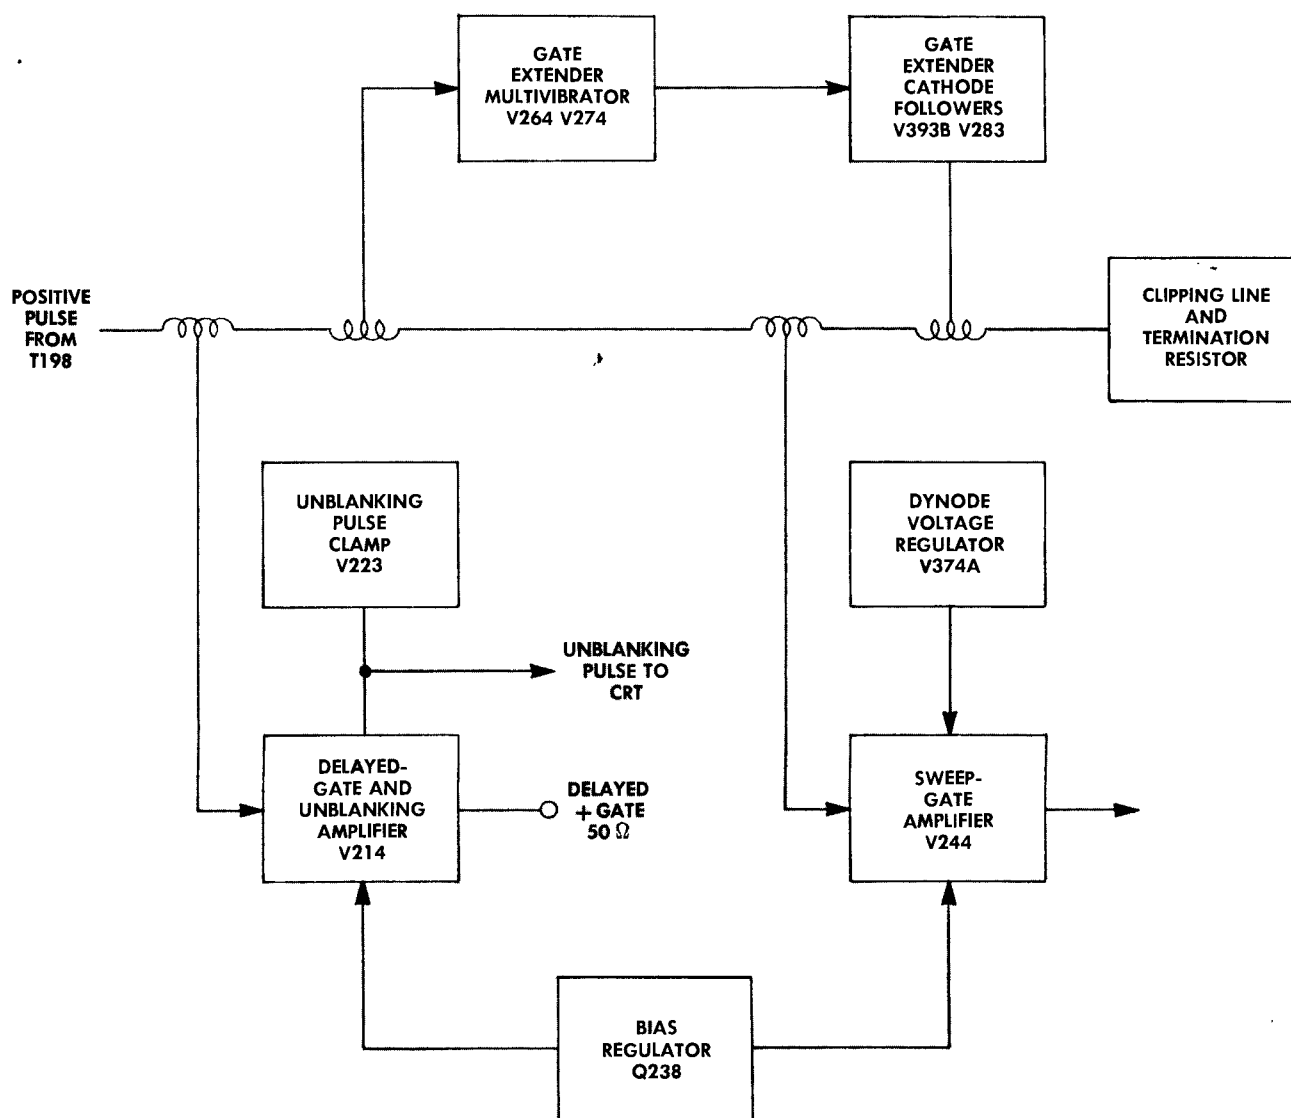 GATE
EXTENDER
MULTIVIBRATOR
V264 V274
GATE
EXTENDER
CATHODE
FOLLOWERS
V393B V283
POSITIVE
PULSE
FROM
T198
CLIPPING LINE
AND
TERMINATION
RESISTOR
UNBLANKING
PULSE
CLAMP
V223
DYNODE
VOLTAGE
REGULATOR
V374A
UNBLANKING
PULSE TO
CRT
DELAYED-
GATE AND
UNBLANKING
AMPLIFIER
V214
DELAYED
+ GATE
50 Ω
SWEEP-
GATE
AMPLIFIER
V244
BIAS
REGULATOR
Q238